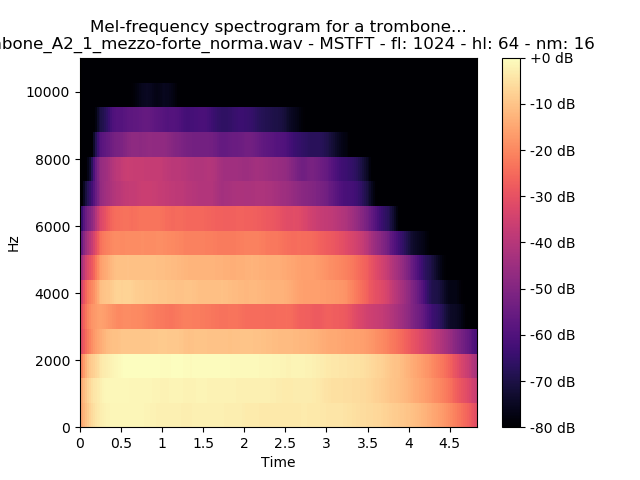 Mel-frequency spectrogram for a trombone...
bone_A2_1_mezzo-forte_norma.wav - MSTFT - fl: 1024 - hl: 64 - nm: 16
+0 dB
10000
-10 dB
8000
-20 dB
-30 dB
6000
Hz
-40 dB
4000
-50 dB
-60 dB
2000
-70 dB
0
-80 dB
0 0.5 1 1.5 2 2.5 3 3.5 4 4.5
Time